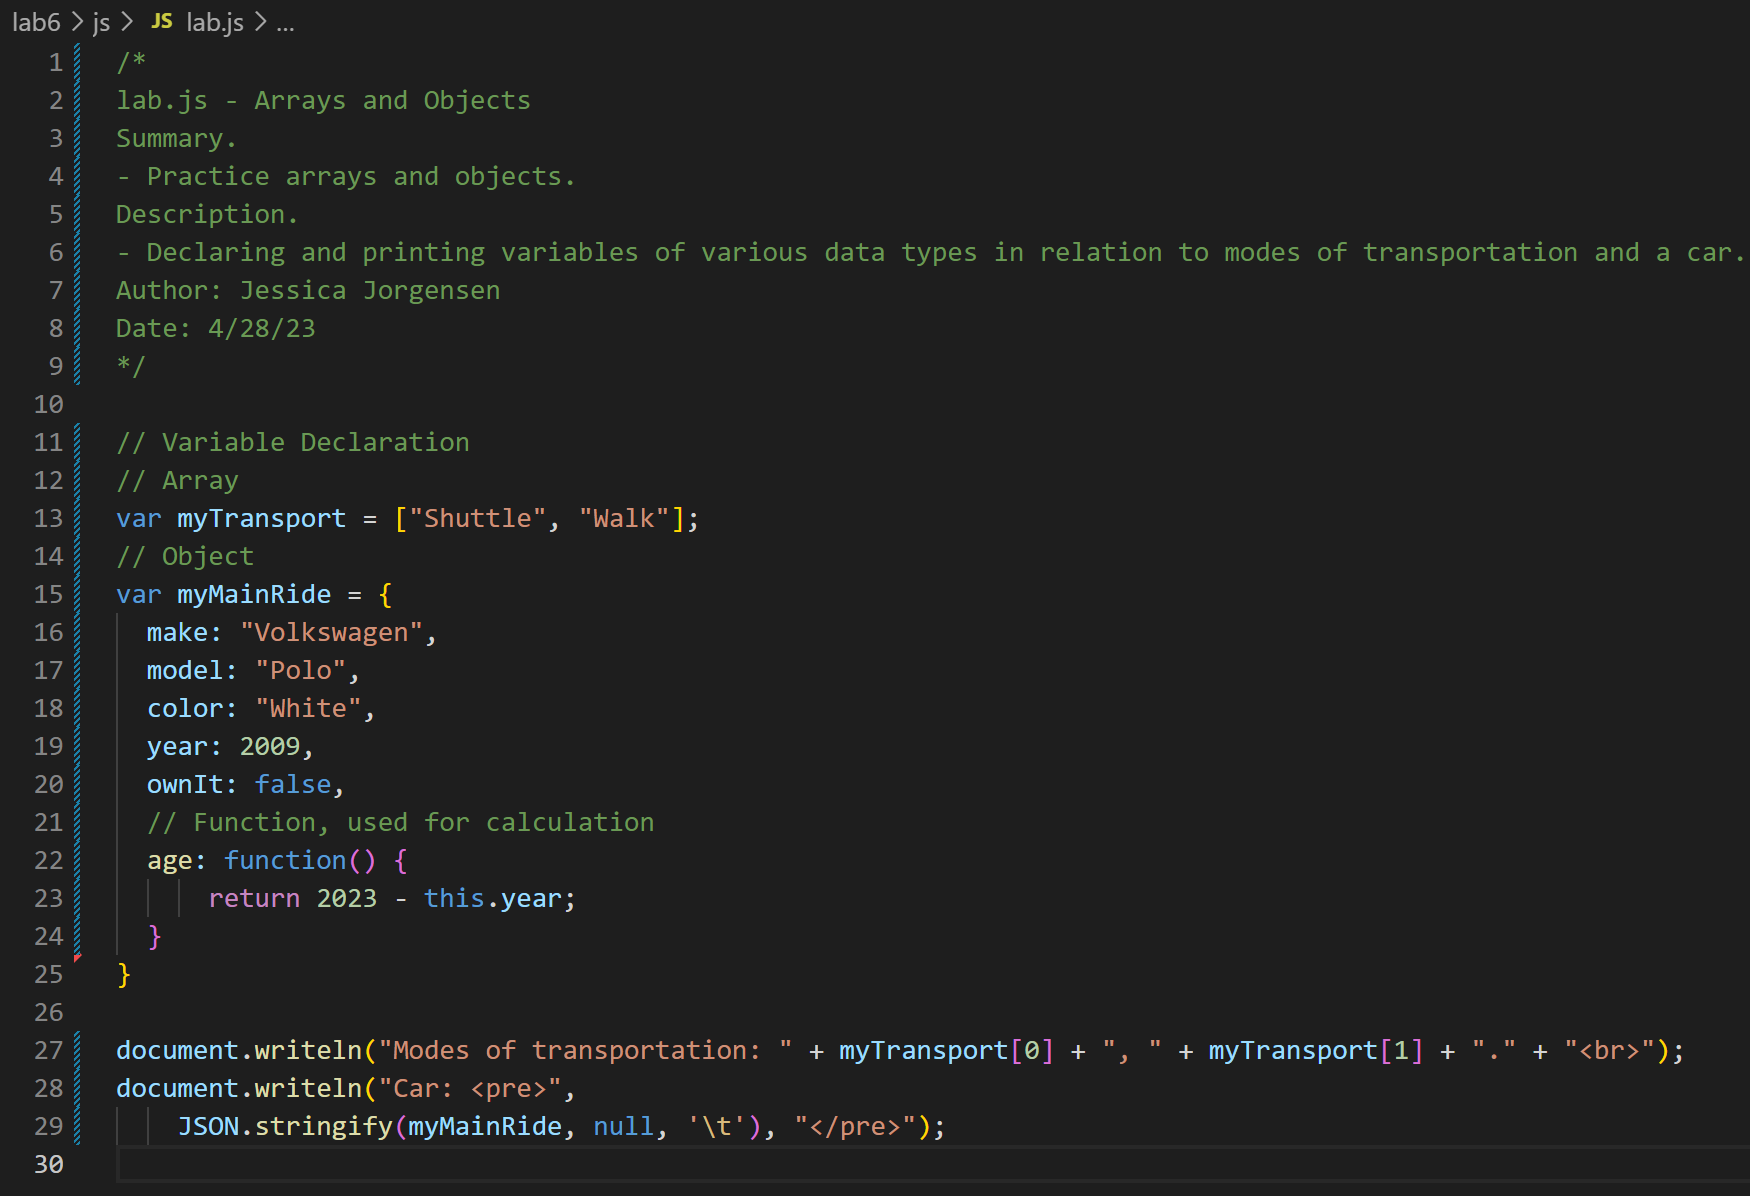 lab6 > js > JS lab.js > ...
1 /*
2 lab.js - Arrays and Objects
3 Summary.
4 - Practice arrays and objects.
5 Description.
6 - Declaring and printing variables of various data types in relation to modes of transportation and a car.
7 Author: Jessica Jorgensen
8 Date: 4/28/23
9 */
10
11 // Variable Declaration
12 // Array
13 var myTransport = ["Shuttle", "Walk"];
14 // Object
15 var myMainRide = {
16   make: "Volkswagen",
17   model: "Polo",
18   color: "White",
19   year: 2009,
20   ownIt: false,
21   // Function, used for calculation
22   age: function() {
23       return 2023 - this.year;
24   }
25 }
26
27 document.writeln("Modes of transportation: " + myTransport[0] + ", " + myTransport[1] + "." + "<br>");
28 document.writeln("Car: <pre>",
29     JSON.stringify(myMainRide, null, '\t'), "</pre>");
30